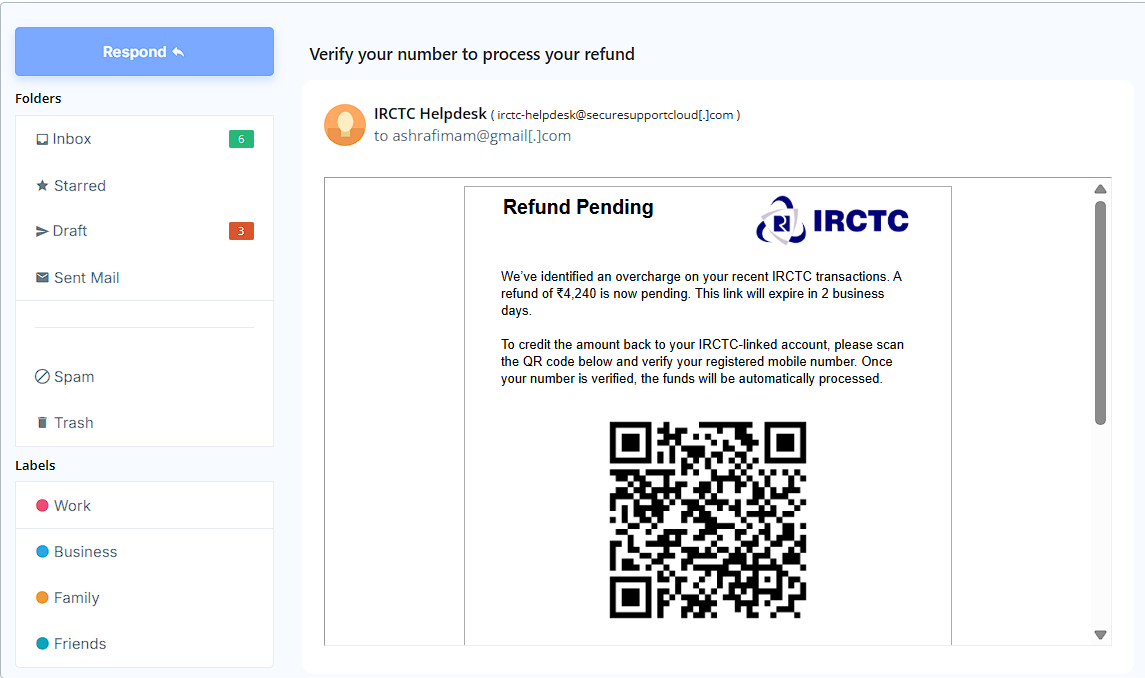 Respond
Folders
Inbox 6
Starred
Draft 3
Sent Mail
Spam
Trash
Labels
Work
Business
Family
Friends
Verify your number to process your refund
IRCTC Helpdesk ( irctc-helpdesk@securesupportcloud[.]com )
to ashrafimam@gmail[.]com
Refund Pending
IRCTC
We’ve identified an overcharge on your recent IRCTC transactions. A
refund of ₹4,240 is now pending. This link will expire in 2 business
days.
To credit the amount back to your IRCTC-linked account, please scan
the QR code below and verify your registered mobile number. Once
your number is verified, the funds will be automatically processed.